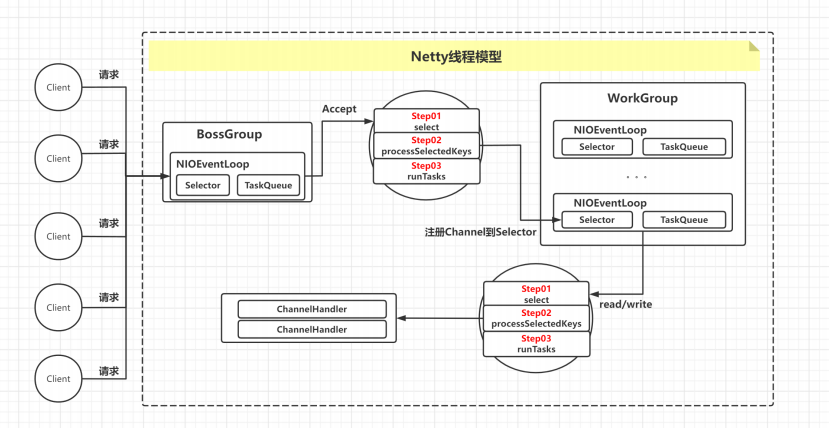 Netty线程模型
Client
请求
Client
请求
Client
请求
Client
请求
Client
请求
BossGroup
NIOEventLoop
Selector
TaskQueue
Accept
Step01
select
Step02
processSelectedKeys
Step03
runTasks
注册Channel到Selector
WorkGroup
NIOEventLoop
Selector
TaskQueue
· · ·
NIOEventLoop
Selector
TaskQueue
read/write
Step01
select
Step02
processSelectedKeys
Step03
runTasks
ChannelHandler
ChannelHandler